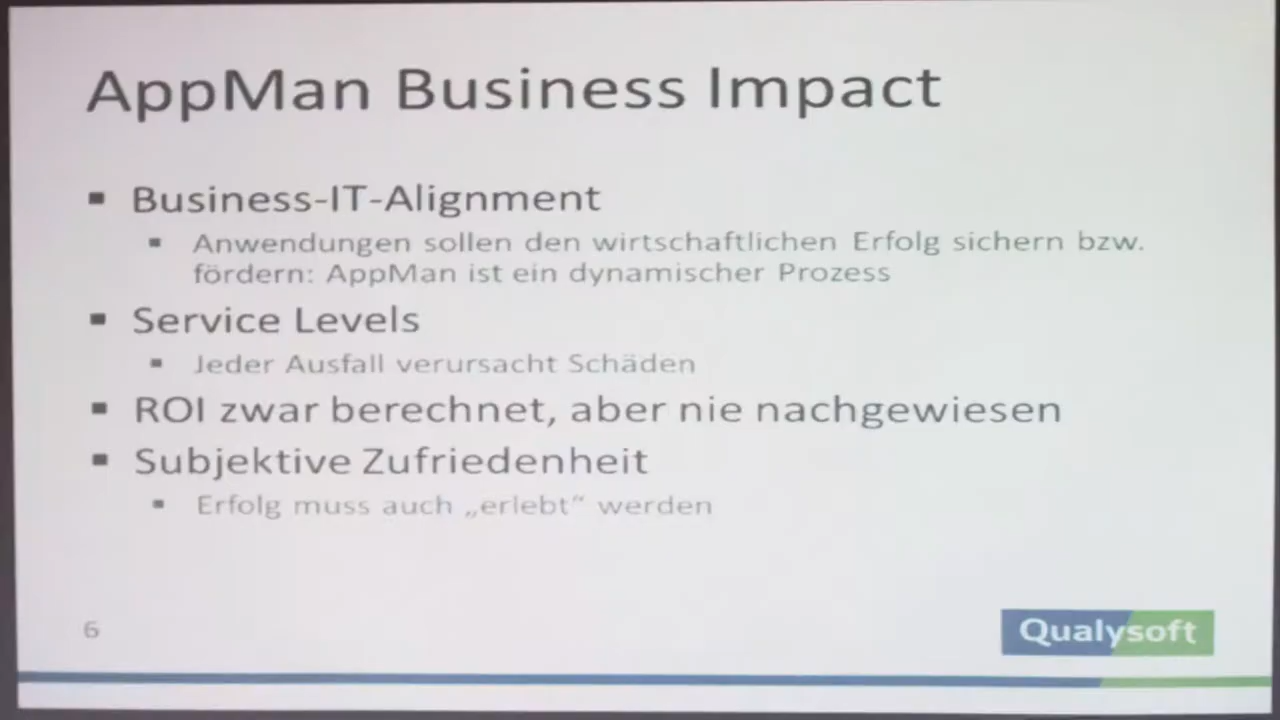 AppMan Business Impact
Business-IT-Alignment
Anwendungen sollen den wirtschaftlichen Erfolg sichern bzw.
fördern: AppMan ist ein dynamischer Prozess
Service Levels
Jeder Ausfall verursacht Schäden
ROI zwar berechnet, aber nie nachgewiesen
Subjektive Zufriedenheit
Erfolg muss auch „erlebt“ werden
6
Qualysoft